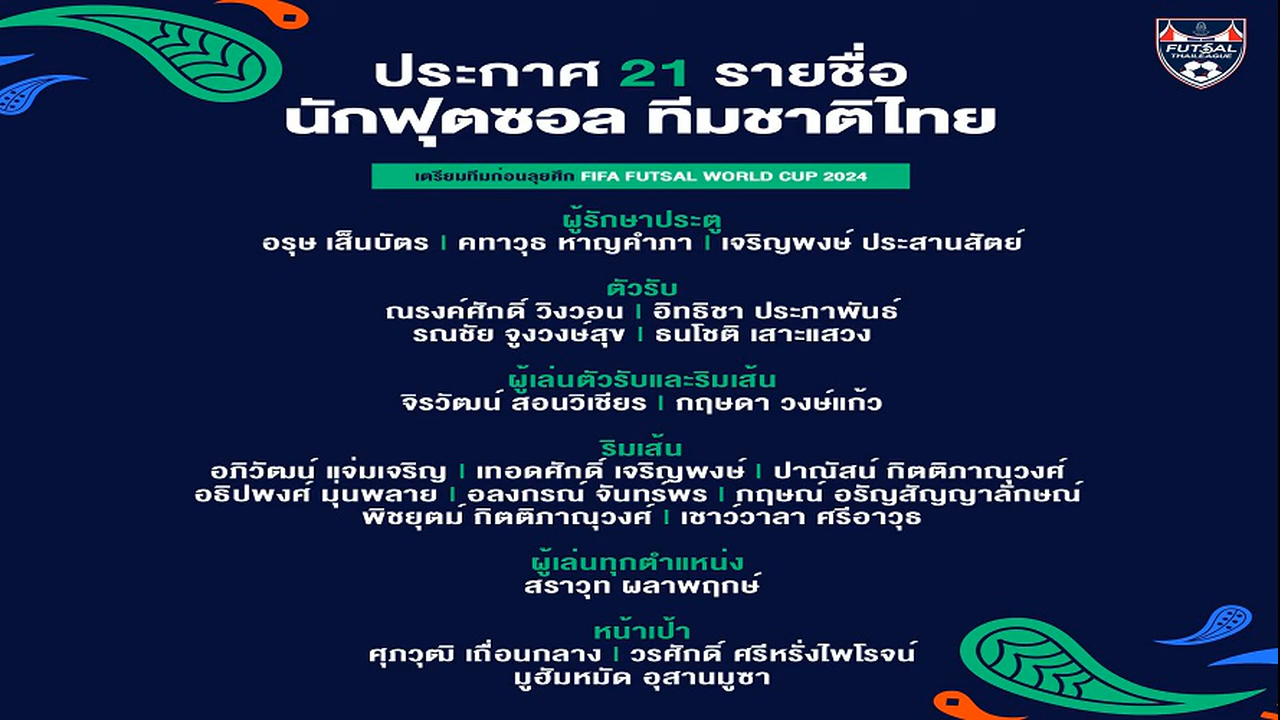 FUTSAL
THAILEAGUE
ประกาศ 21 รายชื่อ
นักฟุตซอล ทีมชาติไทย
เตรียมทีมก่อนลุยศึก FIFA FUTSAL WORLD CUP 2024
ผู้รักษาประตู
อรุษ เส็นบัตร | คทาวุธ หาญคำภา | เจริญพงษ์ ประสานสัตย์
ตัวรับ
ณรงค์ศักดิ์ วิงวอน | อิทธิชา ประภาพันธ์
รณชัย จูงวงษ์สุข | ธนโชติ เสาะแสวง
ผู้เล่นตัวรับและริมเส้น
จิรวัฒน์ สอนวิเชียร | กฤษดา วงษ์แก้ว
ริมเส้น
อภิวัฒน์ แจ่มเจริญ | เทอดศักดิ์ เจริญพงษ์ | ปาณัสน์ กิตติภาณุวงศ์
อธิปพงศ์ มุ่นพลาย | อลงกรณ์ จันทร์พร | กฤษณ์ อรัญสัญญาลักษณ์
พิชยุตม์ กิตติภาณุวงศ์ | เชาว์วาลา ศรีอาวุธ
ผู้เล่นทุกตำแหน่ง
สราวุท ผลาพฤกษ์
หน้าเป้า
ศุภวุฒิ เถื่อนกลาง | วรศักดิ์ ศรีหรั่งไพโรจน์
มูฮัมหมัด อุสานมูซา